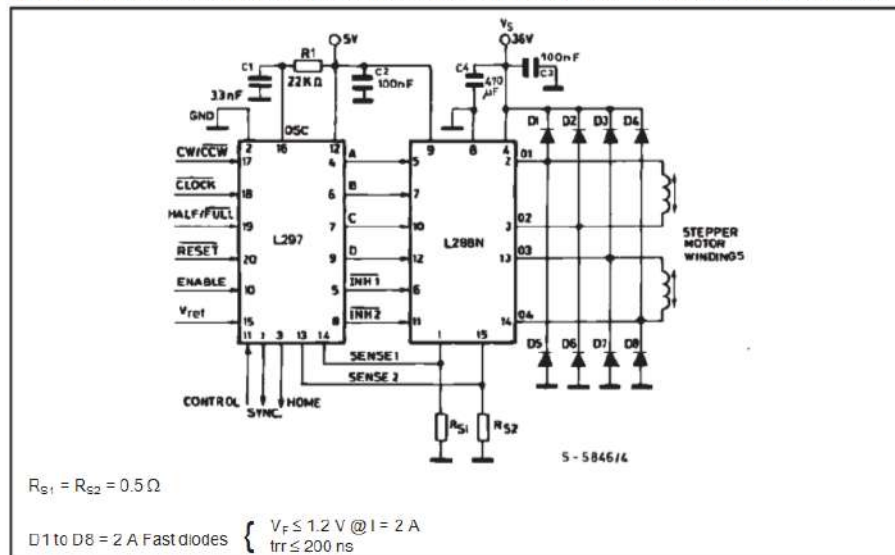 5V
Vs
36V
R1
C1
22KΩ
3.3nF
C2
100nF
C4
470
μF
100nF
C3
GND
OSC
D1 D2 D3 D4
2 16 12
9 8 4
CW/CCW 17
4 A 5
2 O1
CLOCK 18
6 B 7
HALF/FULL 19
7 C 10
3 O2
L297
L298N
STEPPER
MOTOR
WINDINGS
RESET 20
9 D 12
13 O3
ENABLE 10
5 INH1 6
Vref 15
8 INH2 11
14 O4
11 1 3 13 14
1 15
D5 D6 D7 D8
SENSE1
SENSE 2
CONTROL
SYNC.
HOME
RS1
RS2
S-5846/4
RS1 = RS2 = 0.5 Ω
D1 to D8 = 2 A Fast diodes { VF ≤ 1.2 V @ I = 2 A
trr ≤ 200 ns